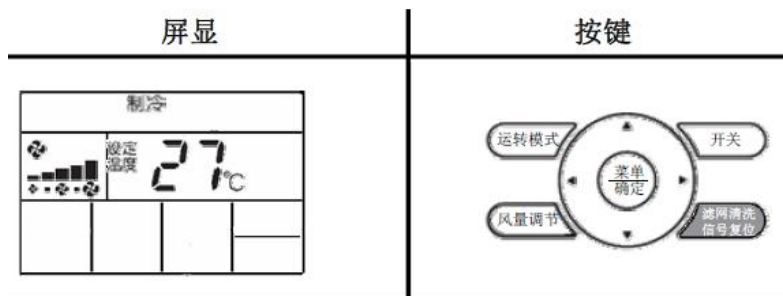 屏显
按键
制冷
设定
温度
27℃
运转模式
开关
菜单
确定
风量调节
滤网清洗
信号复位